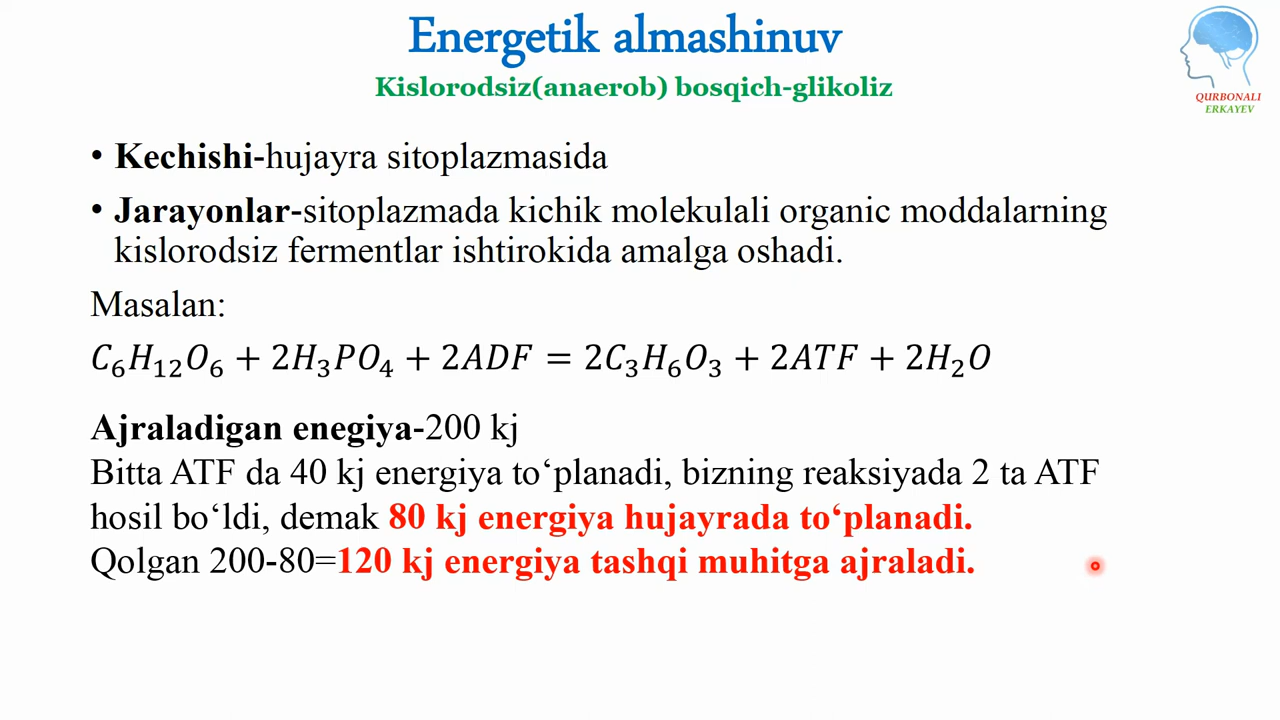 Energetik almashinuv
Kislorodsiz(anaerob) bosqich-glikoliz
QURBONALI
ERKAYEV
• Kechishi-hujayra sitoplazmasida
• Jarayonlar-sitoplazmada kichik molekulali organic moddalarning
kislorodsiz fermentlar ishtirokida amalga oshadi.
Masalan:
C₆H₁₂O₆ + 2H₃PO₄ + 2ADF = 2C₃H₆O₃ + 2ATF + 2H₂O
Ajraladigan enegiya-200 kj
Bitta ATF da 40 kj energiya to‘planadi, bizning reaksiyada 2 ta ATF
hosil bo‘ldi, demak 80 kj energiya hujayrada to‘planadi.
Qolgan 200-80=120 kj energiya tashqi muhitga ajraladi.